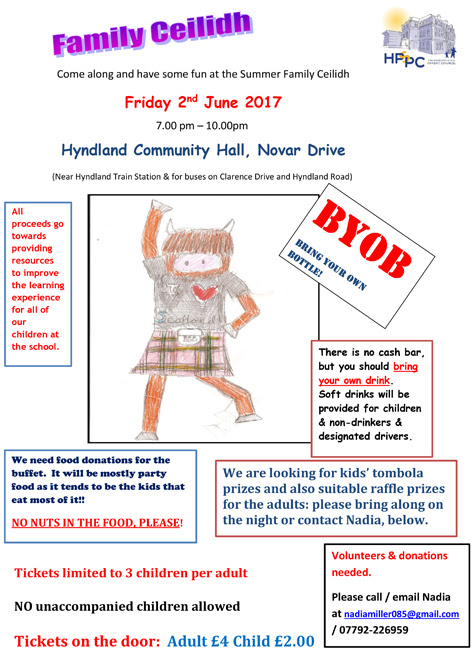 Family Ceilidh
HPPC
Come along and have some fun at the Summer Family Ceilidh
Friday 2nd June 2017
7.00 pm – 10.00pm
Hyndland Community Hall, Novar Drive
(Near Hyndland Train Station & for buses on Clarence Drive and Hyndland Road)
All
proceeds go
towards
providing
resources
to improve
the learning
experience
for all of
our
children at
the school.
BYOB
BRING YOUR OWN
BOTTLE!
There is no cash bar,
but you should bring
your own drink.
Soft drinks will be
provided for children
& non-drinkers &
designated drivers.
We need food donations for the
buffet. It will be mostly party
food as it tends to be the kids that
eat most of it!!
NO NUTS IN THE FOOD, PLEASE!
We are looking for kids’ tombola
prizes and also suitable raffle prizes
for the adults: please bring along on
the night or contact Nadia, below.
Tickets limited to 3 children per adult
NO unaccompanied children allowed
Tickets on the door: Adult £4 Child £2.00
Volunteers & donations
needed.
Please call / email Nadia
at nadiamiller085@gmail.com
/ 07792-226959